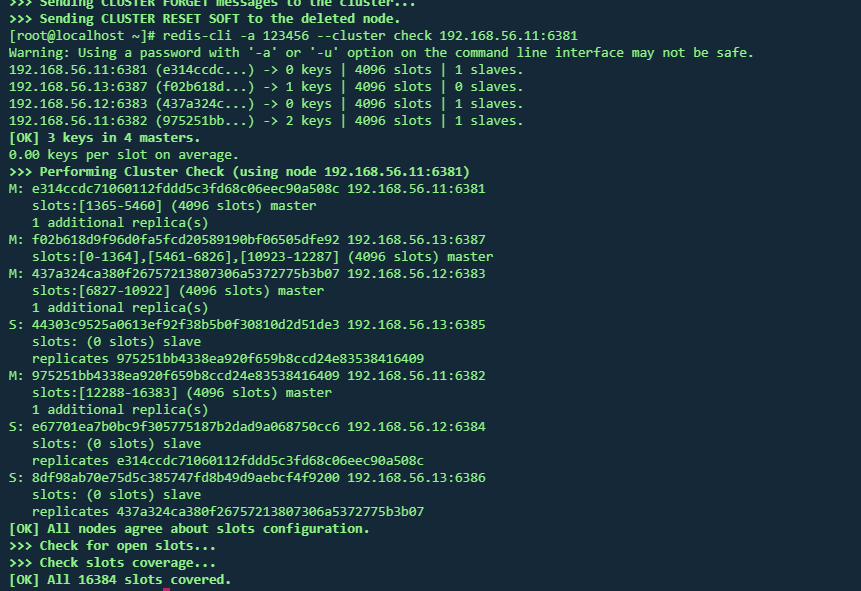 >>> Sending CLUSTER FORGET messages to the cluster...
>>> Sending CLUSTER RESET SOFT to the deleted node.
[root@localhost ~]# redis-cli -a 123456 --cluster check 192.168.56.11:6381
Warning: Using a password with '-a' or '-u' option on the command line interface may not be safe.
192.168.56.11:6381 (e314ccdc...) -> 0 keys | 4096 slots | 1 slaves.
192.168.56.13:6387 (f02b618d...) -> 1 keys | 4096 slots | 0 slaves.
192.168.56.12:6383 (437a324c...) -> 0 keys | 4096 slots | 1 slaves.
192.168.56.11:6382 (975251bb...) -> 2 keys | 4096 slots | 1 slaves.
[OK] 3 keys in 4 masters.
0.00 keys per slot on average.
>>> Performing Cluster Check (using node 192.168.56.11:6381)
M: e314ccdc71060112fddd5c3fd68c06eec90a508c 192.168.56.11:6381
   slots:[1365-5460] (4096 slots) master
   1 additional replica(s)
M: f02b618d9f96d0fa5fcd20589190bf06505dfe92 192.168.56.13:6387
   slots:[0-1364],[5461-6826],[10923-12287] (4096 slots) master
M: 437a324ca380f26757213807306a5372775b3b07 192.168.56.12:6383
   slots:[6827-10922] (4096 slots) master
   1 additional replica(s)
S: 44303c9525a0613ef92f38b5b0f30810d2d51de3 192.168.56.13:6385
   slots: (0 slots) slave
   replicates 975251bb4338ea920f659b8ccd24e83538416409
M: 975251bb4338ea920f659b8ccd24e83538416409 192.168.56.11:6382
   slots:[12288-16383] (4096 slots) master
   1 additional replica(s)
S: e67701ea7b0bc9f305775187b2dad9a068750cc6 192.168.56.12:6384
   slots: (0 slots) slave
   replicates e314ccdc71060112fddd5c3fd68c06eec90a508c
S: 8df98ab70e75d5c385747fd8b49d9aebcf4f9200 192.168.56.13:6386
   slots: (0 slots) slave
   replicates 437a324ca380f26757213807306a5372775b3b07
[OK] All nodes agree about slots configuration.
>>> Check for open slots...
>>> Check slots coverage...
[OK] All 16384 slots covered.